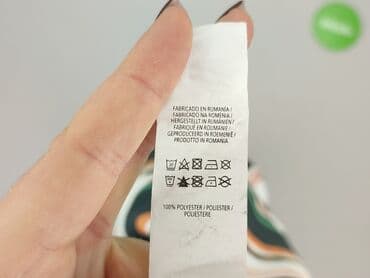 FABRICADO EN RUMANÍA /
FABRICADO NA ROMÉNIA /
HERGESTELLT IN RUMÄNIEN /
FABRIQUÉ EN ROUMANIE /
GEPRODUCEERD IN ROEMENIË /
PRODOTTO IN ROMANIA
100% POLYESTER / POLIESTER /
POLIESTERE